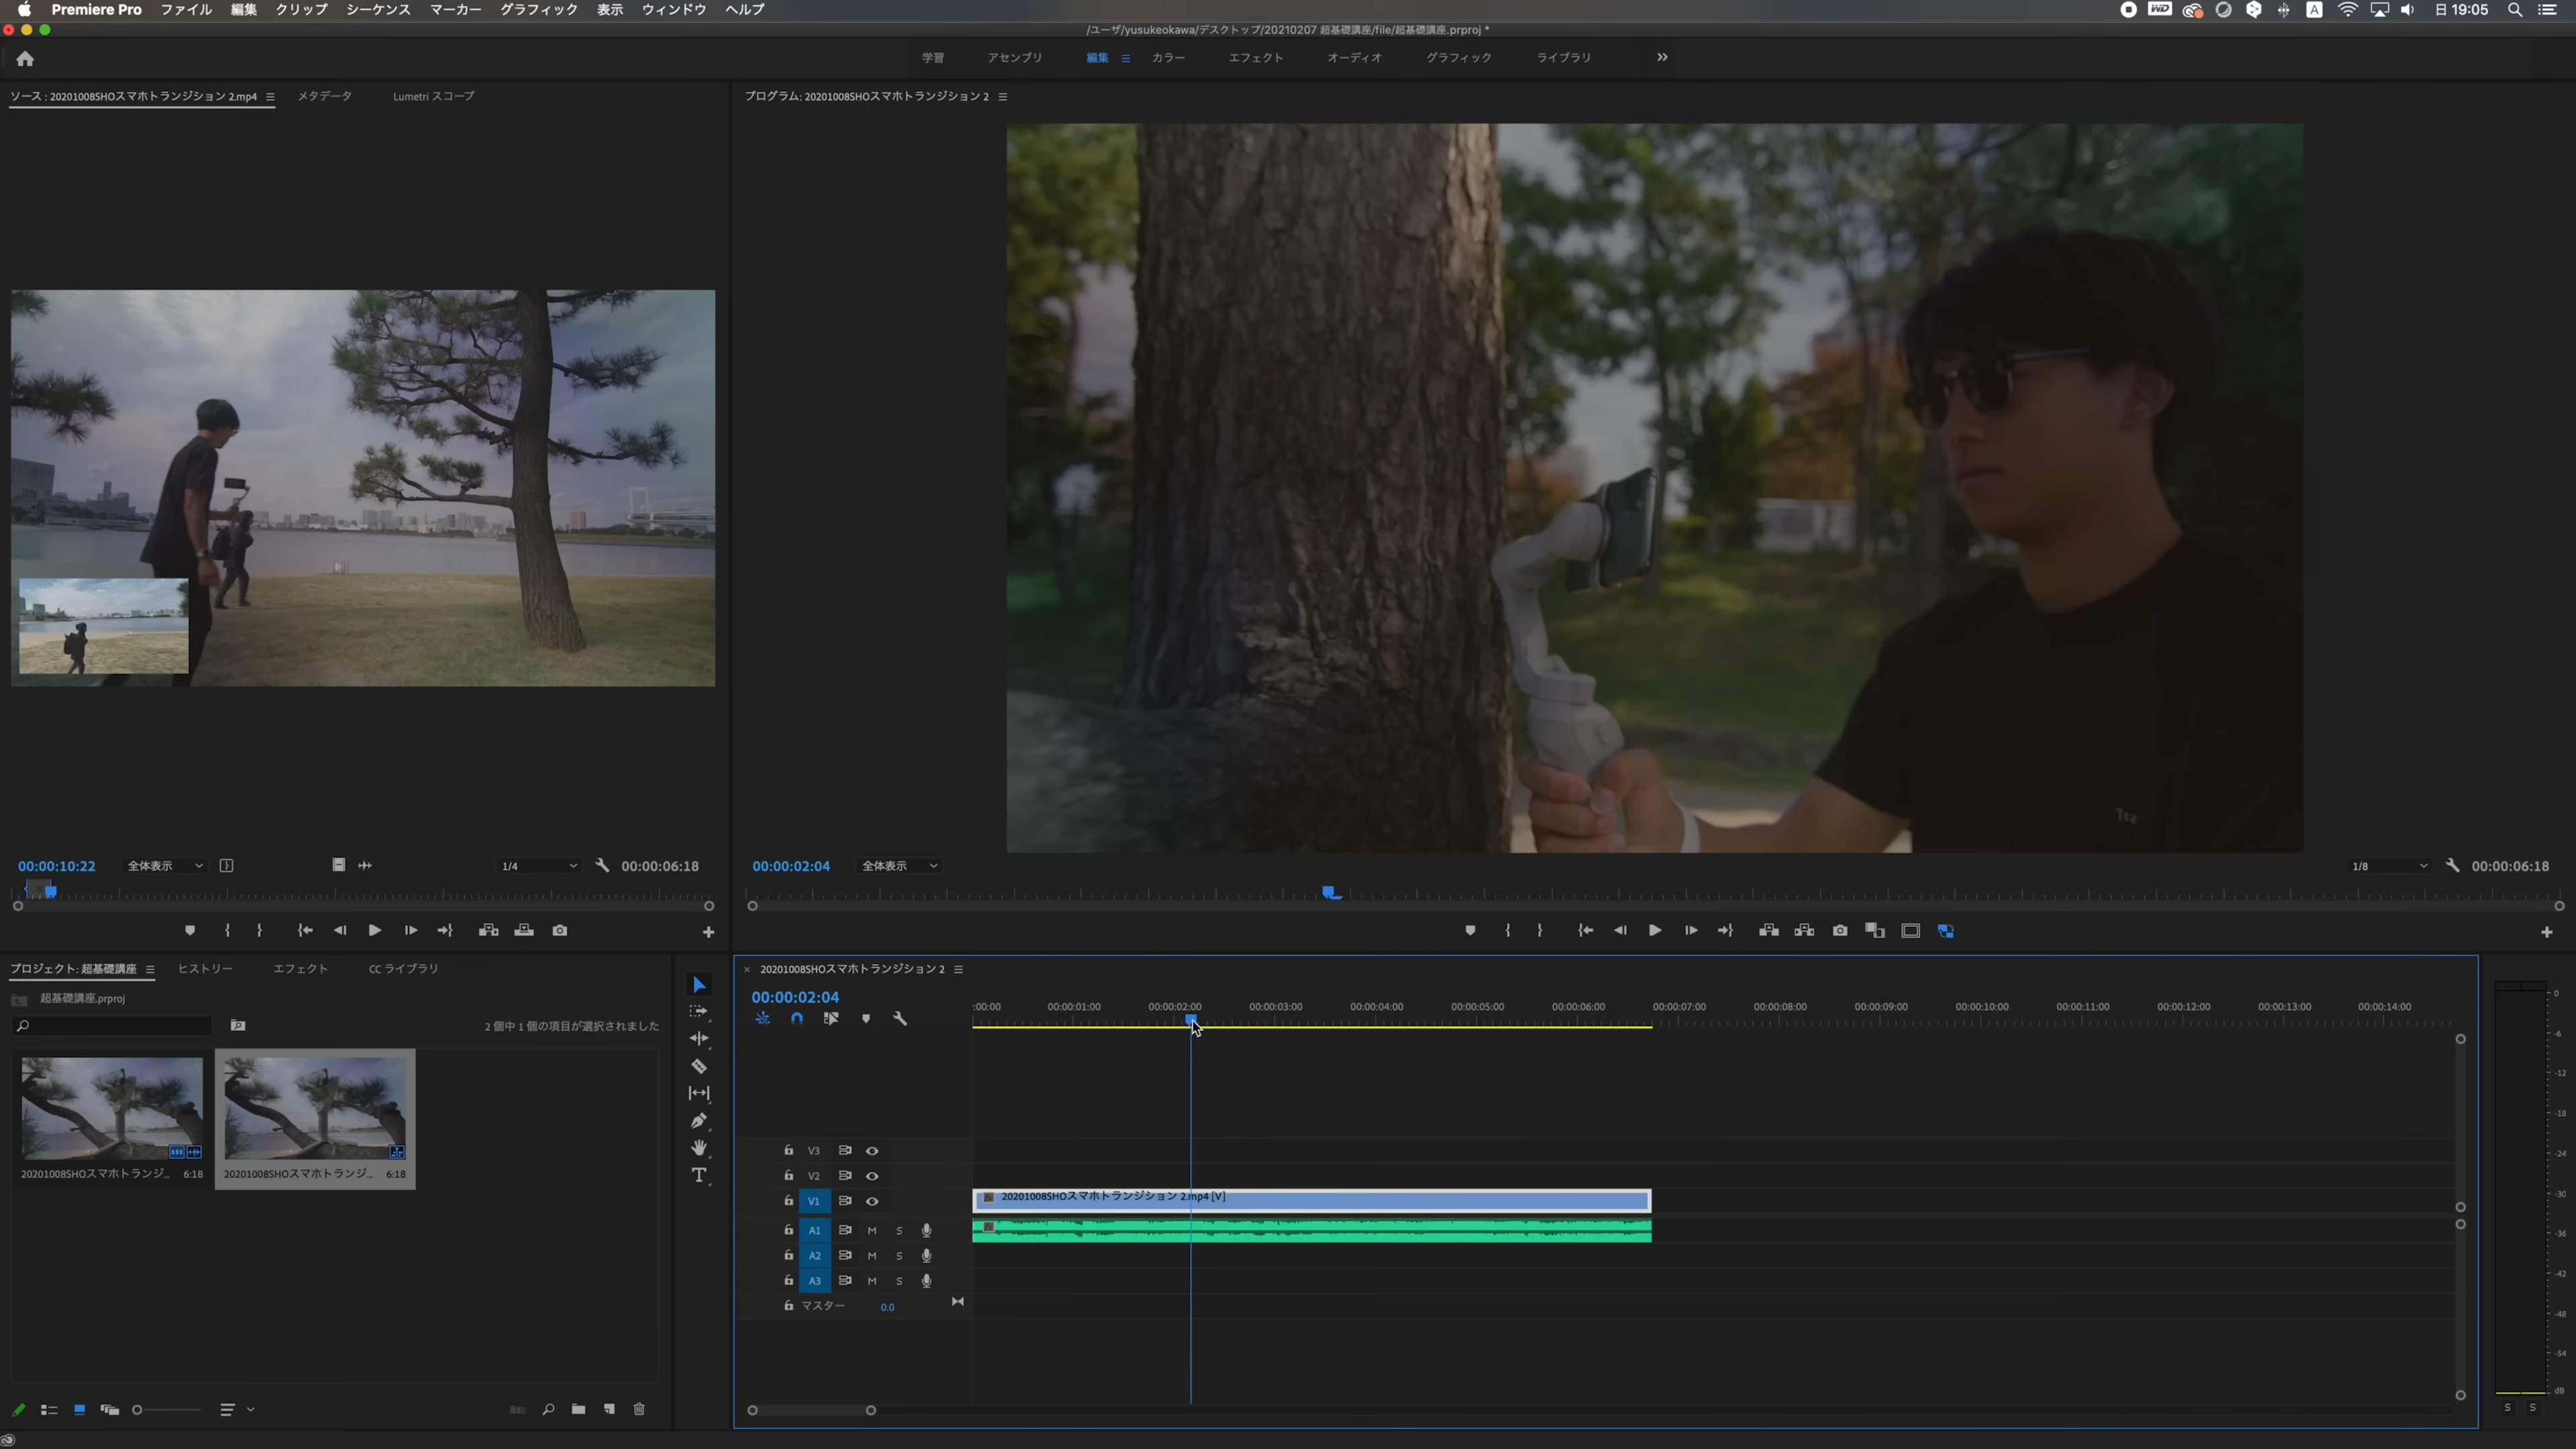 Premiere Pro ファイル 編集 クリップ シーケンス マーカー グラフィック 表示 ウィンドウ ヘルプ WD A 日 19:05
/ユーザ/yusukeokawa/デスクトップ/20210207 超基礎講座/file/超基礎講座.prproj *
学習 アセンブリ 編集 カラー エフェクト オーディオ グラフィック ライブラリ
ソース : 20201008SHOスマホトランジション 2.mp4 メタデータ Lumetri スコープ
プログラム: 20201008SHOスマホトランジション 2
00:00:10:22 全体表示 1/4 00:00:06:18
00:00:02:04 全体表示 1/8 00:00:06:18
プロジェクト: 超基礎講座 ヒストリー エフェクト CC ライブラリ
超基礎講座.prproj
2 個中 1 個の項目が選択されました
20201008SHOスマホトランジ... 6:18
20201008SHOスマホトランジ... 6:18
× 20201008SHOスマホトランジション 2
00:00:02:04
:00:00 00:00:01:00 00:00:02:00 00:00:03:00 00:00:04:00 00:00:05:00 00:00:06:00 00:00:07:00 00:00:08:00 00:00:09:00 00:00:10:00 00:00:11:00 00:00:12:00 00:00:13:00 00:00:14:00
V3
V2
V1 20201008SHOスマホトランジション 2.mp4 [V]
A1 M S
A2 M S
A3 M S
マスター 0.0
0
-6
-12
-18
-24
-30
-36
-42
-48
-54
dB
S S